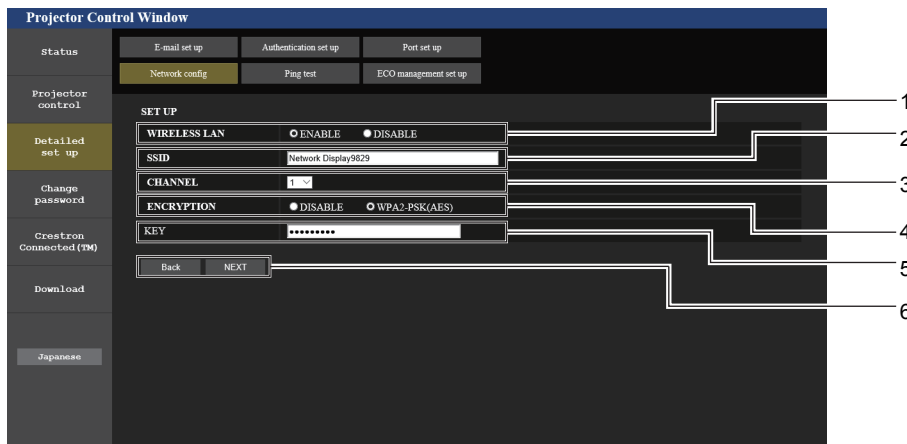 Projector Control Window
Status
E-mail set up
Authentication set up
Port set up
Network config
Ping test
ECO management set up
Projector
control
Detailed
set up
Change
password
Crestron
Connected(TM)
Download
Japanese
SET UP
WIRELESS LAN ENABLE DISABLE
SSID Network Display9829
CHANNEL 1
ENCRYPTION DISABLE WPA2-PSK(AES)
KEY •••••••••
Back NEXT
1
2
3
4
5
6